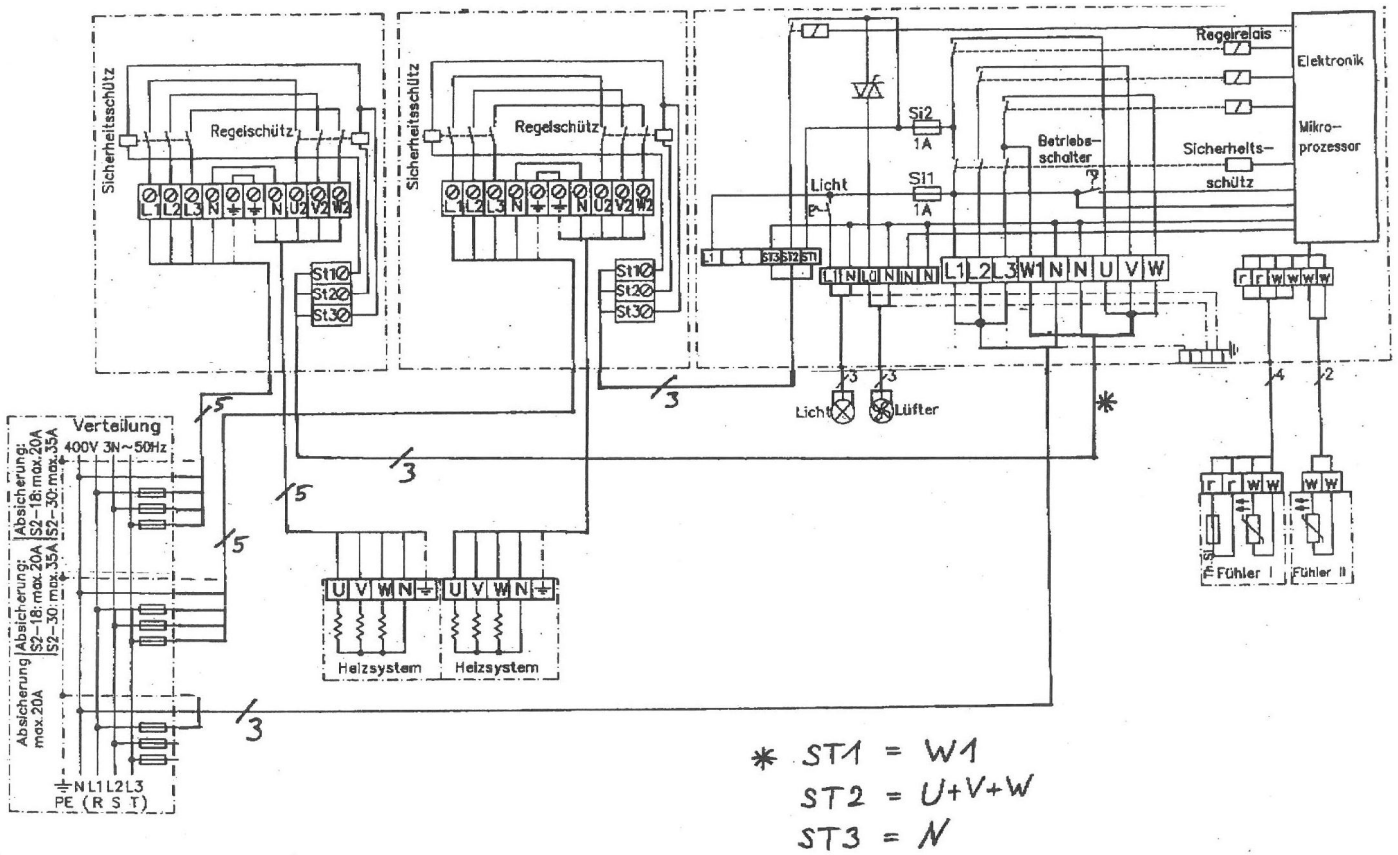 Sicherheitsschütz
Regelschütz
L1 L2 L3 N N U2 V2 W2
St1
St2
St3
Sicherheitsschütz
Regelschütz
L1 L2 L3 N N U2 V2 W2
St1
St2
St3
Regelrelais
Elektronik
Mikro-
prozessor
Si2
1A
Betriebs-
schalter
Sicherheits-
schütz
Licht
Si1
1A
L1 ST3 ST2 ST1
L1 N LÜ N IN N
L1 L2 L3 W1 N N U V W
r r w w w w
3
3
3
4
2
Licht
Lüfter
*
5
3
5
5
Verteilung
400V 3N~50Hz
Absicherung:
S2-18: max.20A
S2-30: max.35A
Absicherung:
S2-18: max.20A
S2-30: max.35A
Absicherung
max.20A
N L1 L2 L3
PE (R S T)
U V W N
Heizsystem
U V W N
Heizsystem
3
r r w w
Fühler I
w w
Fühler II
* ST1 = W1
ST2 = U+V+W
ST3 = N